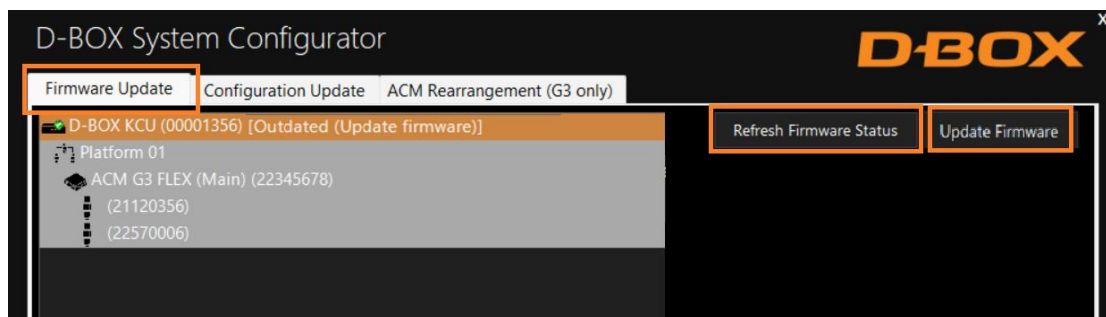 D-BOX System Configurator
D-BOX
X
Firmware Update
Configuration Update
ACM Rearrangement (G3 only)
D-BOX KCU (00001356) [Outdated (Update firmware)]
Refresh Firmware Status
Update Firmware
Platform 01
ACM G3 FLEX (Main) (22345678)
(21120356)
(22570006)